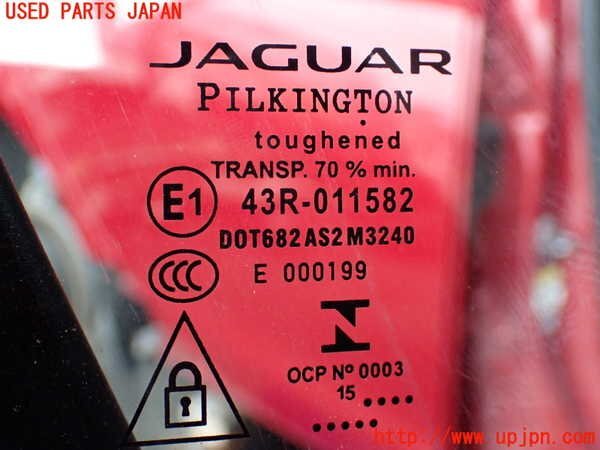 USED PARTS JAPAN
JAGUAR
PILKINGTON
toughened
TRANSP. 70 % min.
E1 43R-011582
DOT682AS2M3240
CCC E 000199
OCP Nº 0003
15
http://www.upjpn.com/